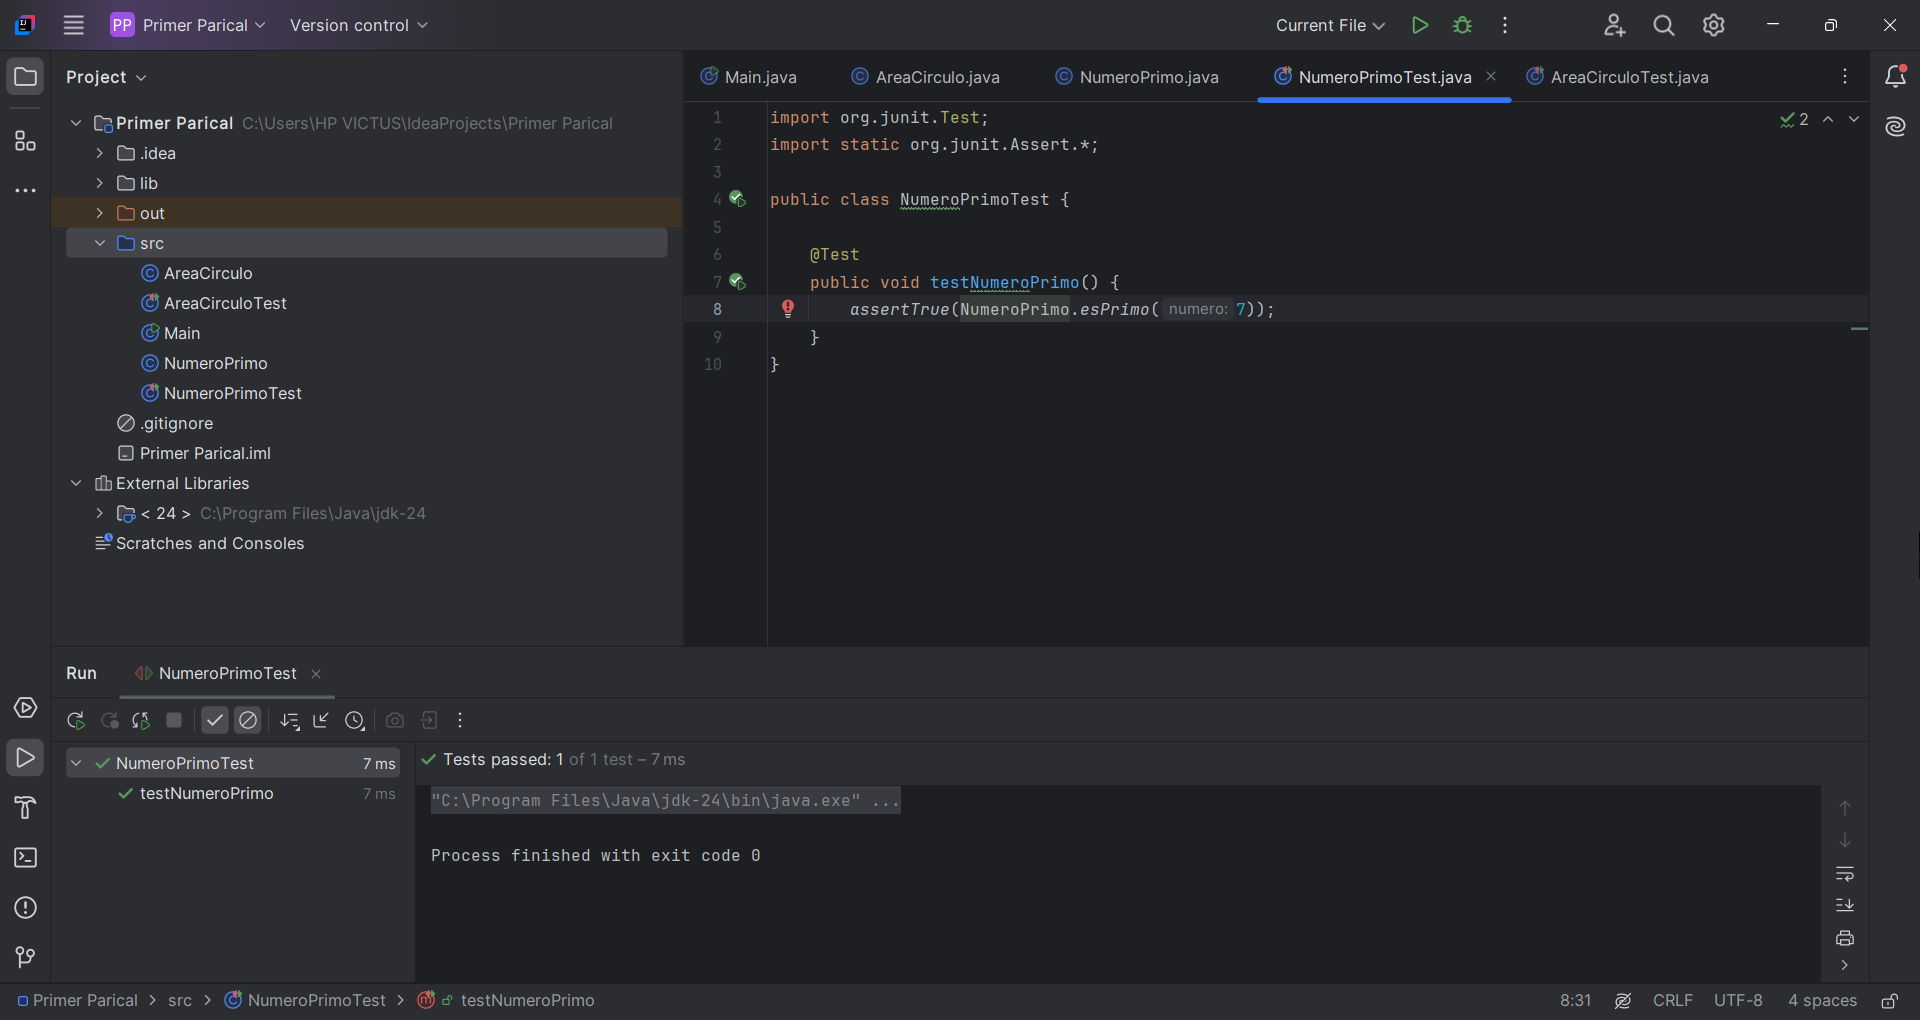 PP Primer Parical Version control Current File
Project
Main.java AreaCirculo.java NumeroPrimo.java NumeroPrimoTest.java AreaCirculoTest.java
Primer Parical C:\Users\HP VICTUS\IdeaProjects\Primer Parical
.idea
lib
out
src
AreaCirculo
AreaCirculoTest
Main
NumeroPrimo
NumeroPrimoTest
.gitignore
Primer Parical.iml
External Libraries
< 24 > C:\Program Files\Java\jdk-24
Scratches and Consoles
1 import org.junit.Test;
2 import static org.junit.Assert.*;
3
4 public class NumeroPrimoTest {
5
6 @Test
7 public void testNumeroPrimo() {
8 assertTrue(NumeroPrimo.esPrimo( numero: 7));
9 }
10 }
2
Run NumeroPrimoTest
NumeroPrimoTest 7 ms
testNumeroPrimo 7 ms
Tests passed: 1 of 1 test – 7 ms
"C:\Program Files\Java\jdk-24\bin\java.exe" ...
Process finished with exit code 0
Primer Parical > src > NumeroPrimoTest > testNumeroPrimo
8:31 CRLF UTF-8 4 spaces